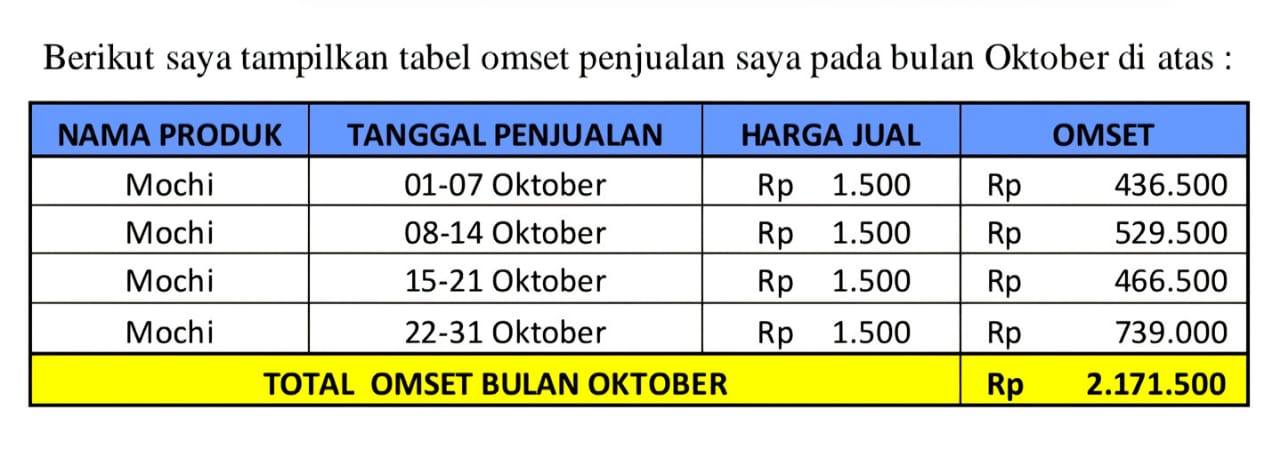 Berikut saya tampilkan tabel omset penjualan saya pada bulan Oktober di atas :
NAMA PRODUK TANGGAL PENJUALAN HARGA JUAL OMSET
Mochi 01-07 Oktober Rp 1.500 Rp 436.500
Mochi 08-14 Oktober Rp 1.500 Rp 529.500
Mochi 15-21 Oktober Rp 1.500 Rp 466.500
Mochi 22-31 Oktober Rp 1.500 Rp 739.000
TOTAL OMSET BULAN OKTOBER Rp 2.171.500